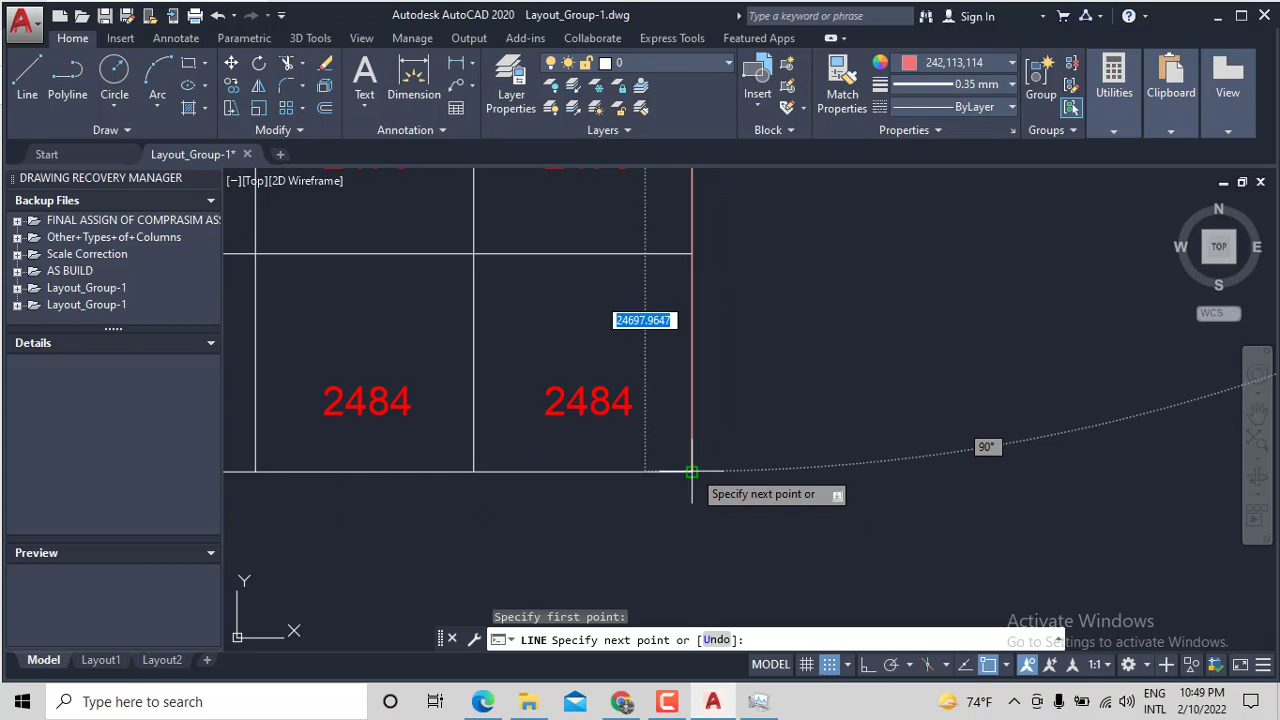 Autodesk AutoCAD 2020 Layout_Group-1.dwg
Type a keyword or phrase
Sign In
Home Insert Annotate Parametric 3D Tools View Manage Output Add-ins Collaborate Express Tools Featured Apps
Line Polyline Circle Arc
Text Dimension
Layer Properties
0
Insert
Match Properties
242,113,114
0.35 mm
ByLayer
Group
Utilities
Clipboard
View
Draw Modify Annotation Layers Block Properties Groups
Start Layout_Group-1*
DRAWING RECOVERY MANAGER
[−][Top][2D Wireframe]
Backup Files
FINAL ASSIGN OF COMPRASIM AS
Other+Types+of+Columns
Scale Correction
AS BUILD
Layout_Group-1
Layout_Group-1
Details
Preview
N
W TOP E
S
WCS
24697.9647
2484 2484
90°
Specify next point or
Y
X
Specify first point:
LINE Specify next point or [Undo]:
Activate Windows
Go to Settings to activate Windows.
Model Layout1 Layout2
MODEL
1:1
Type here to search
74°F
ENG
INTL
10:49 PM
2/10/2022